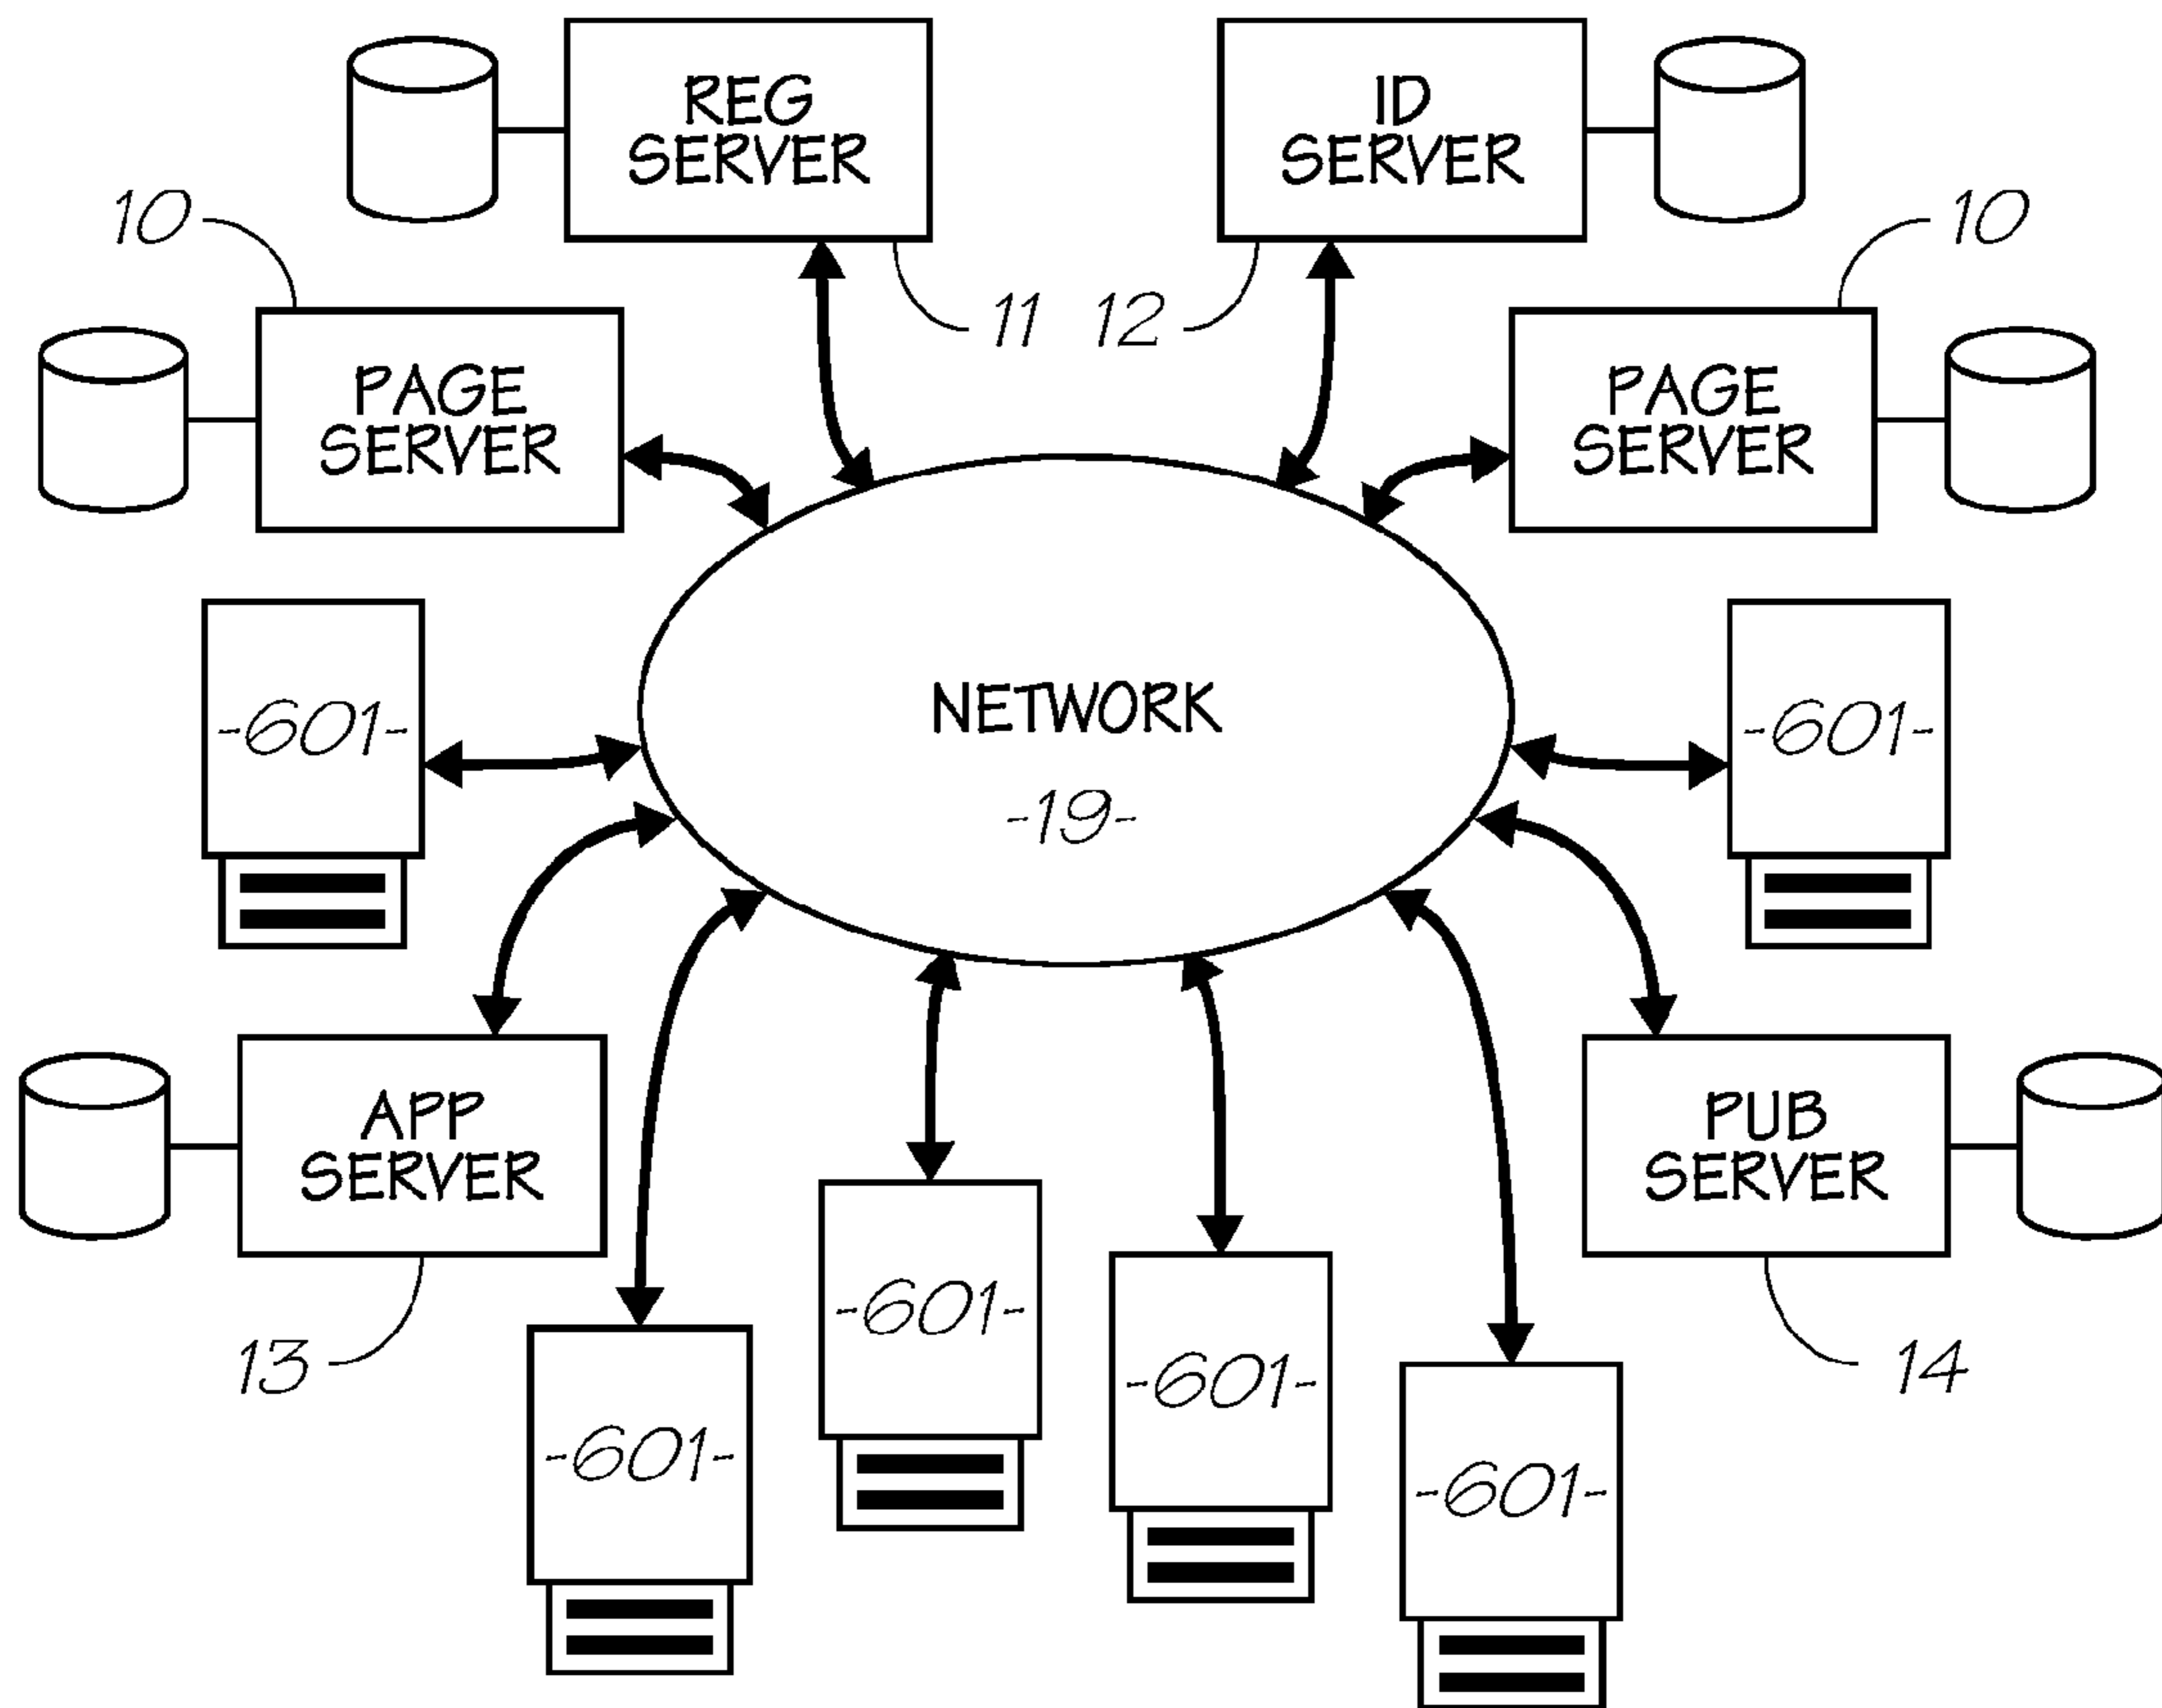 REG
SERVER
ID
SERVER
10
10
11
12
PAGE
SERVER
PAGE
SERVER
-601-
NETWORK
-19-
-601-
APP
SERVER
PUB
SERVER
13
14
-601-
-601-
-601-
-601-